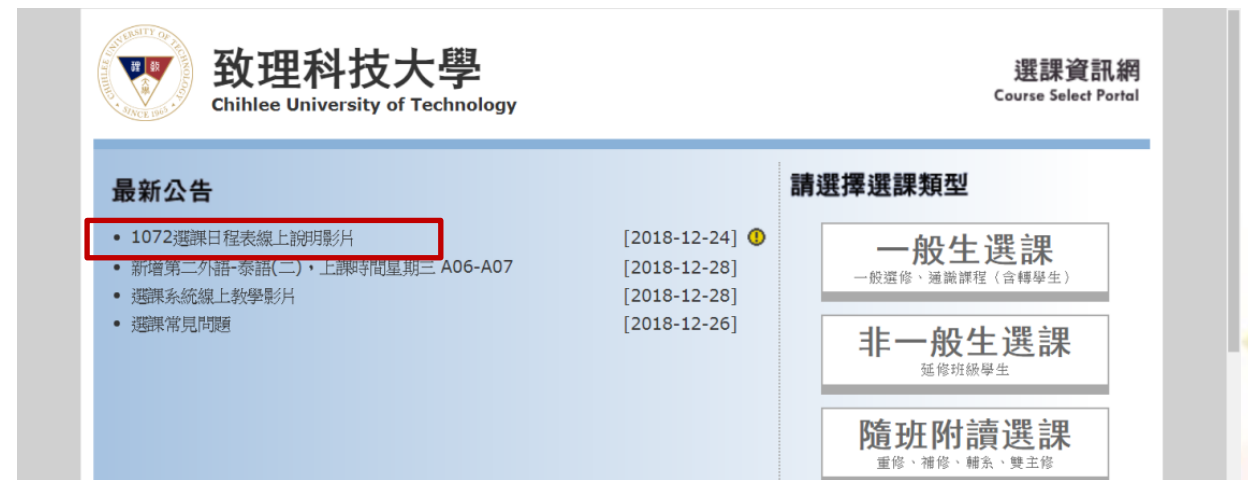 致理科技大學
Chihlee University of Technology
選課資訊網
Course Select Portal
最新公告
• 1072選課日程表線上說明影片 [2018-12-24]
• 新增第二外語-泰語(二)，上課時間星期三 A06-A07 [2018-12-28]
• 選課系統線上教學影片 [2018-12-28]
• 選課常見問題 [2018-12-26]
請選擇選課類型
一般生選課
一般選修、通識課程（含轉學生）
非一般生選課
延修班級學生
隨班附讀選課
重修、補修、輔系、雙主修